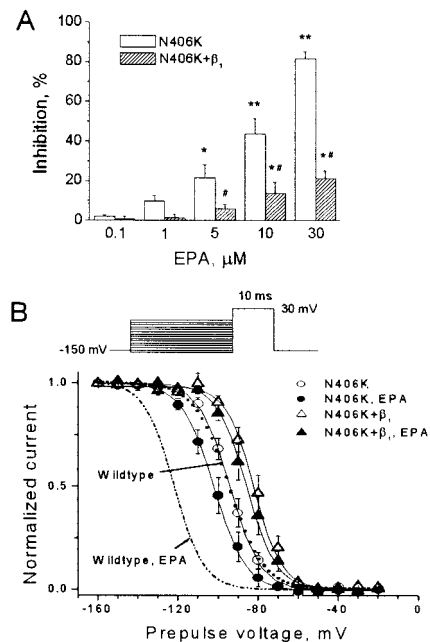 A
N406K
N406K+β₁
Inhibition, %
100
80
60
40
20
0
*
**
**
#
*#
*#
0.1 1 5 10 30
EPA, μM
B
10 ms
30 mV
-150 mV
N406K
N406K, EPA
N406K+β₁
N406K+β₁, EPA
Normalized current
1.0
0.5
0.0
Wildtype
Wildtype, EPA
-160 -120 -80 -40 0
Prepulse voltage, mV